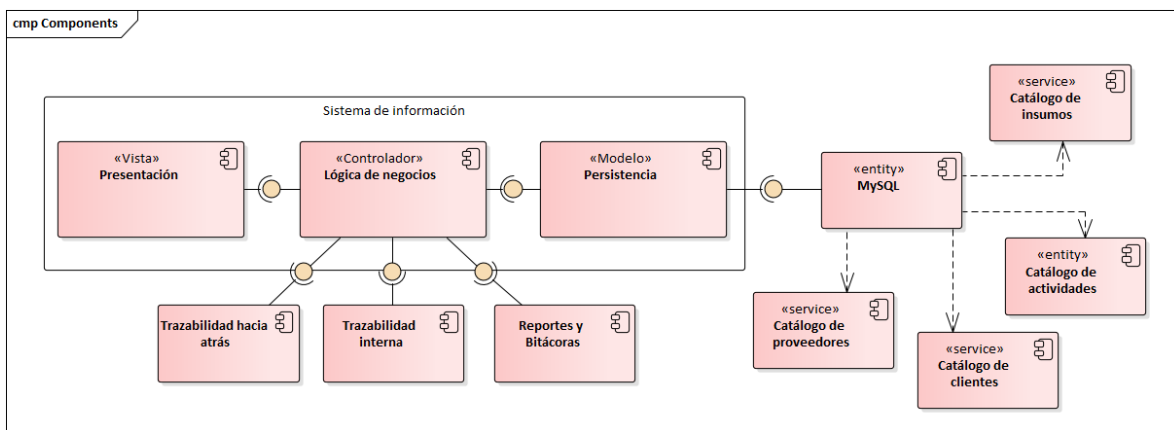 cmp Components
Sistema de información
«Vista»
Presentación
«Controlador»
Lógica de negocios
«Modelo»
Persistencia
«entity»
MySQL
«service»
Catálogo de
insumos
«entity»
Catálogo de
actividades
«service»
Catálogo de
proveedores
«service»
Catálogo de
clientes
Trazabilidad hacia
atrás
Trazabilidad
interna
Reportes y
Bitácoras